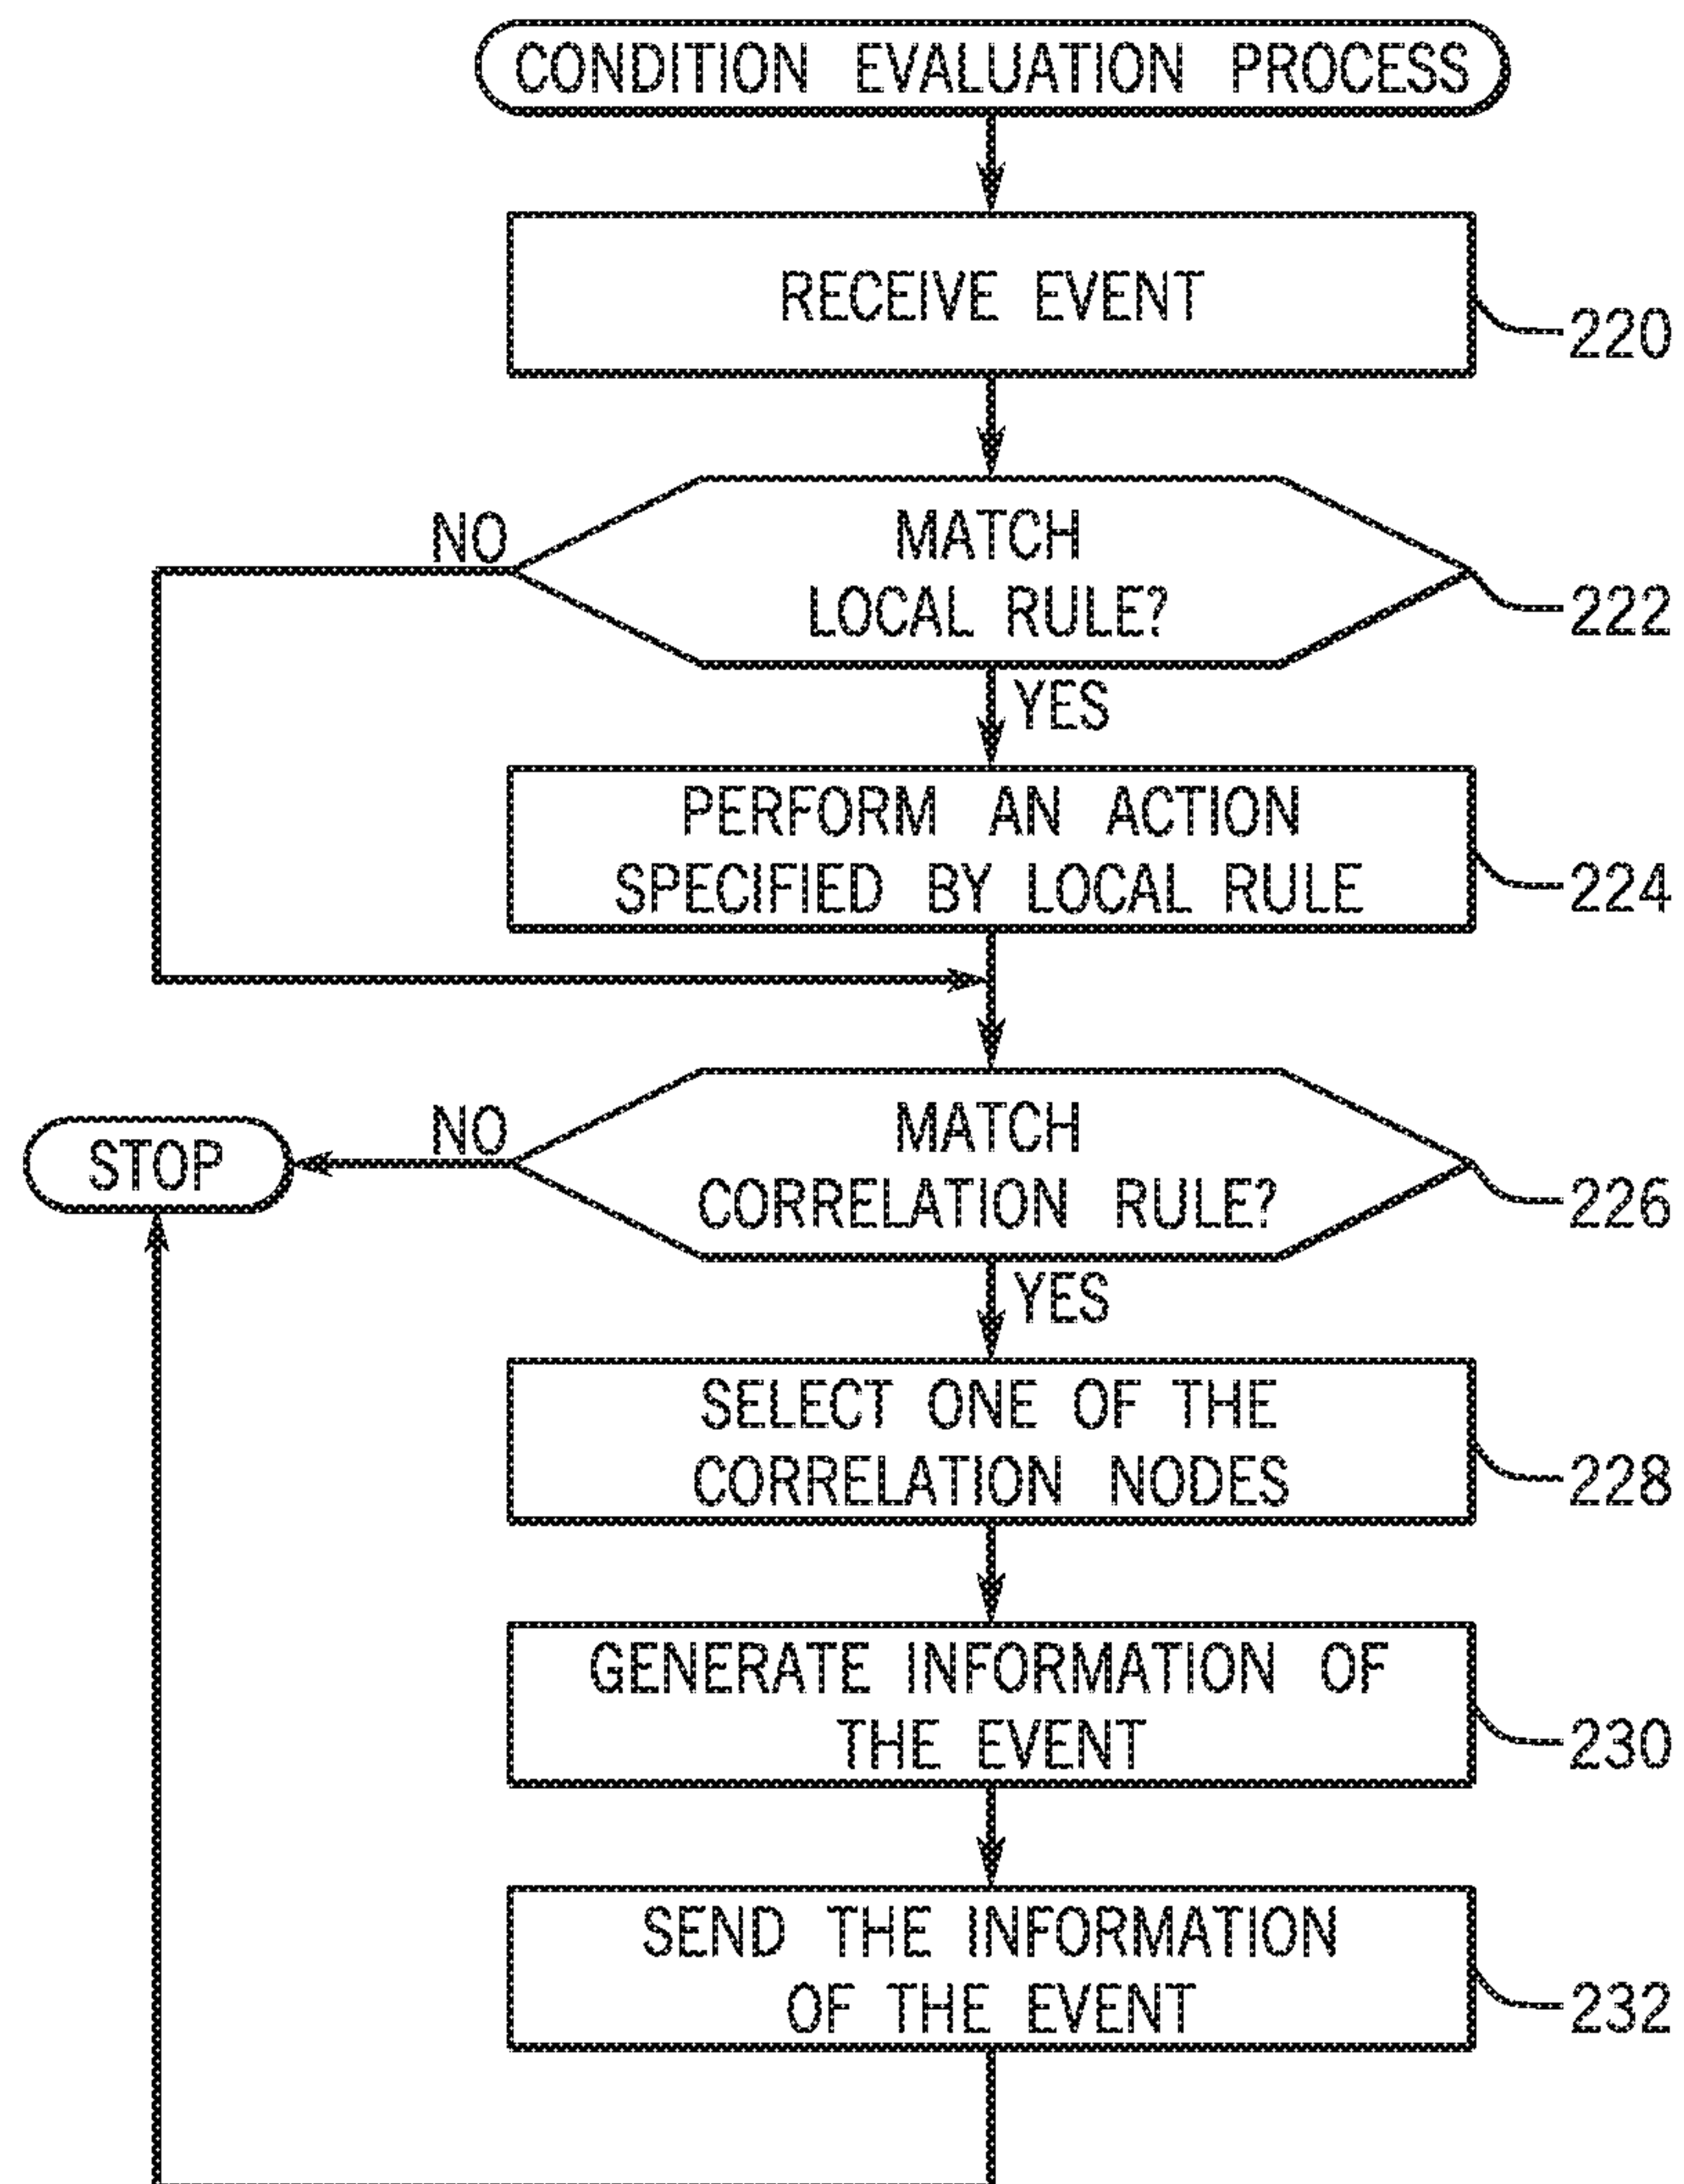 CONDITION EVALUATION PROCESS
RECEIVE EVENT
220
NO
MATCH
LOCAL RULE?
222
YES
PERFORM AN ACTION
SPECIFIED BY LOCAL RULE
224
STOP
NO
MATCH
CORRELATION RULE?
226
YES
SELECT ONE OF THE
CORRELATION NODES
228
GENERATE INFORMATION OF
THE EVENT
230
SEND THE INFORMATION
OF THE EVENT
232